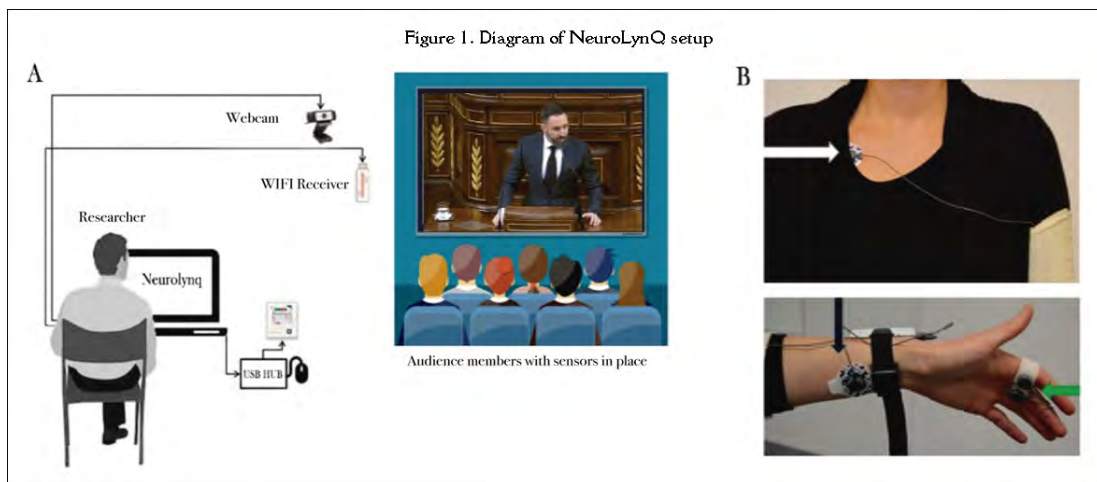 Figure 1. Diagram of NeuroLynQ setup
A
B
Webcam
WIFI Receiver
Researcher
Neurolynq
USB HUB
Audience members with sensors in place